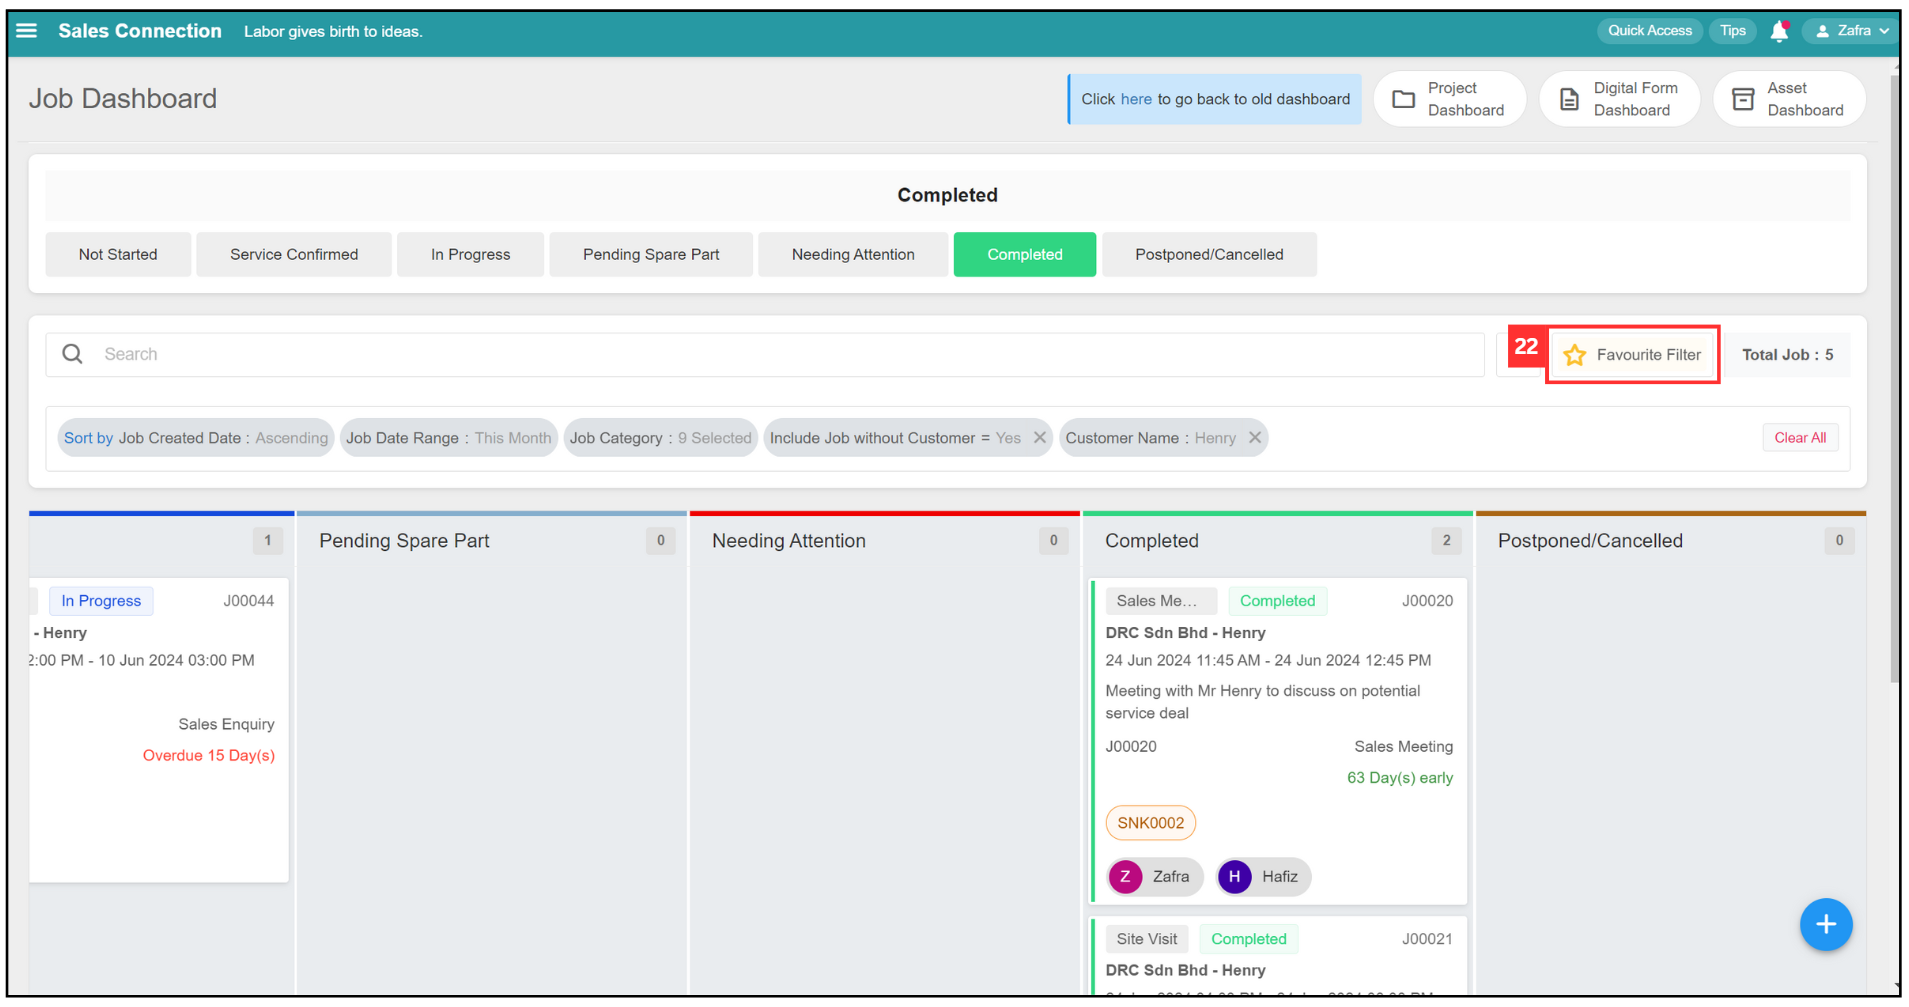 Sales Connection Labor gives birth to ideas. Quick Access Tips Zafra
Job Dashboard
Click here to go back to old dashboard
Project
Dashboard
Digital Form
Dashboard
Asset
Dashboard
Completed
Not Started Service Confirmed In Progress Pending Spare Part Needing Attention Completed Postponed/Cancelled
Search 22 Favourite Filter Total Job : 5
Sort by Job Created Date : Ascending Job Date Range : This Month Job Category : 9 Selected Include Job without Customer = Yes Customer Name : Henry Clear All
1 Pending Spare Part 0 Needing Attention 0 Completed 2 Postponed/Cancelled 0
In Progress J00044
- Henry
2:00 PM - 10 Jun 2024 03:00 PM
Sales Enquiry
Overdue 15 Day(s)
Sales Me... Completed J00020
DRC Sdn Bhd - Henry
24 Jun 2024 11:45 AM - 24 Jun 2024 12:45 PM
Meeting with Mr Henry to discuss on potential
service deal
J00020 Sales Meeting
63 Day(s) early
SNK0002
Z Zafra H Hafiz
Site Visit Completed J00021
DRC Sdn Bhd - Henry